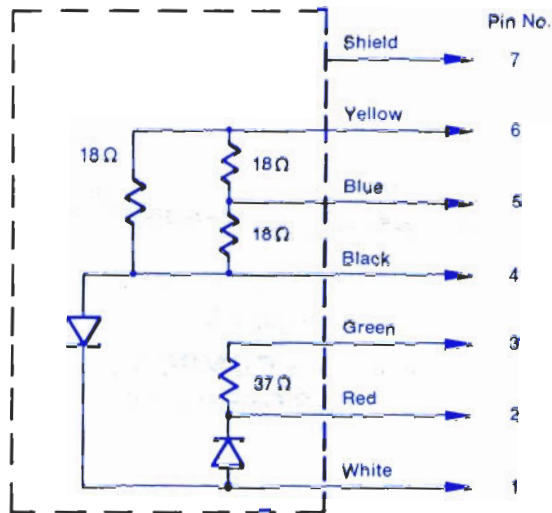 Pin No.
Shield 7
Yellow 6
18Ω 18Ω
Blue 5
18Ω
Black 4
Green 3
37Ω
Red 2
White 1